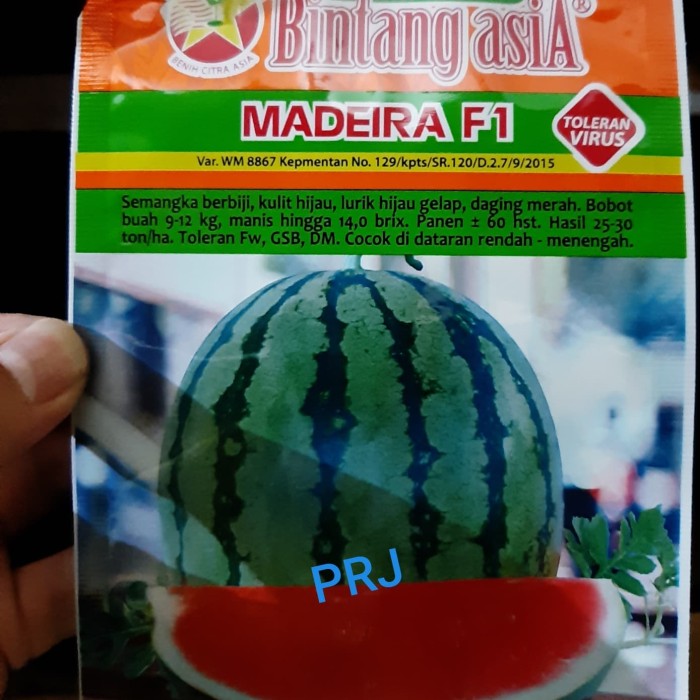 Bintang asiA®
BENIH CITRA ASIA
MADEIRA F1
TOLERAN
VIRUS
Var. WM 8867 Kepmentan No. 129/kpts/SR.120/D.2.7/9/2015
Semangka berbiji, kulit hijau, lurik hijau gelap, daging merah. Bobot
buah 9-12 kg, manis hingga 14,0 brix. Panen ± 60 hst. Hasil 25-30
ton/ha. Toleran Fw, GSB, DM. Cocok di dataran rendah - menengah.
PRJ